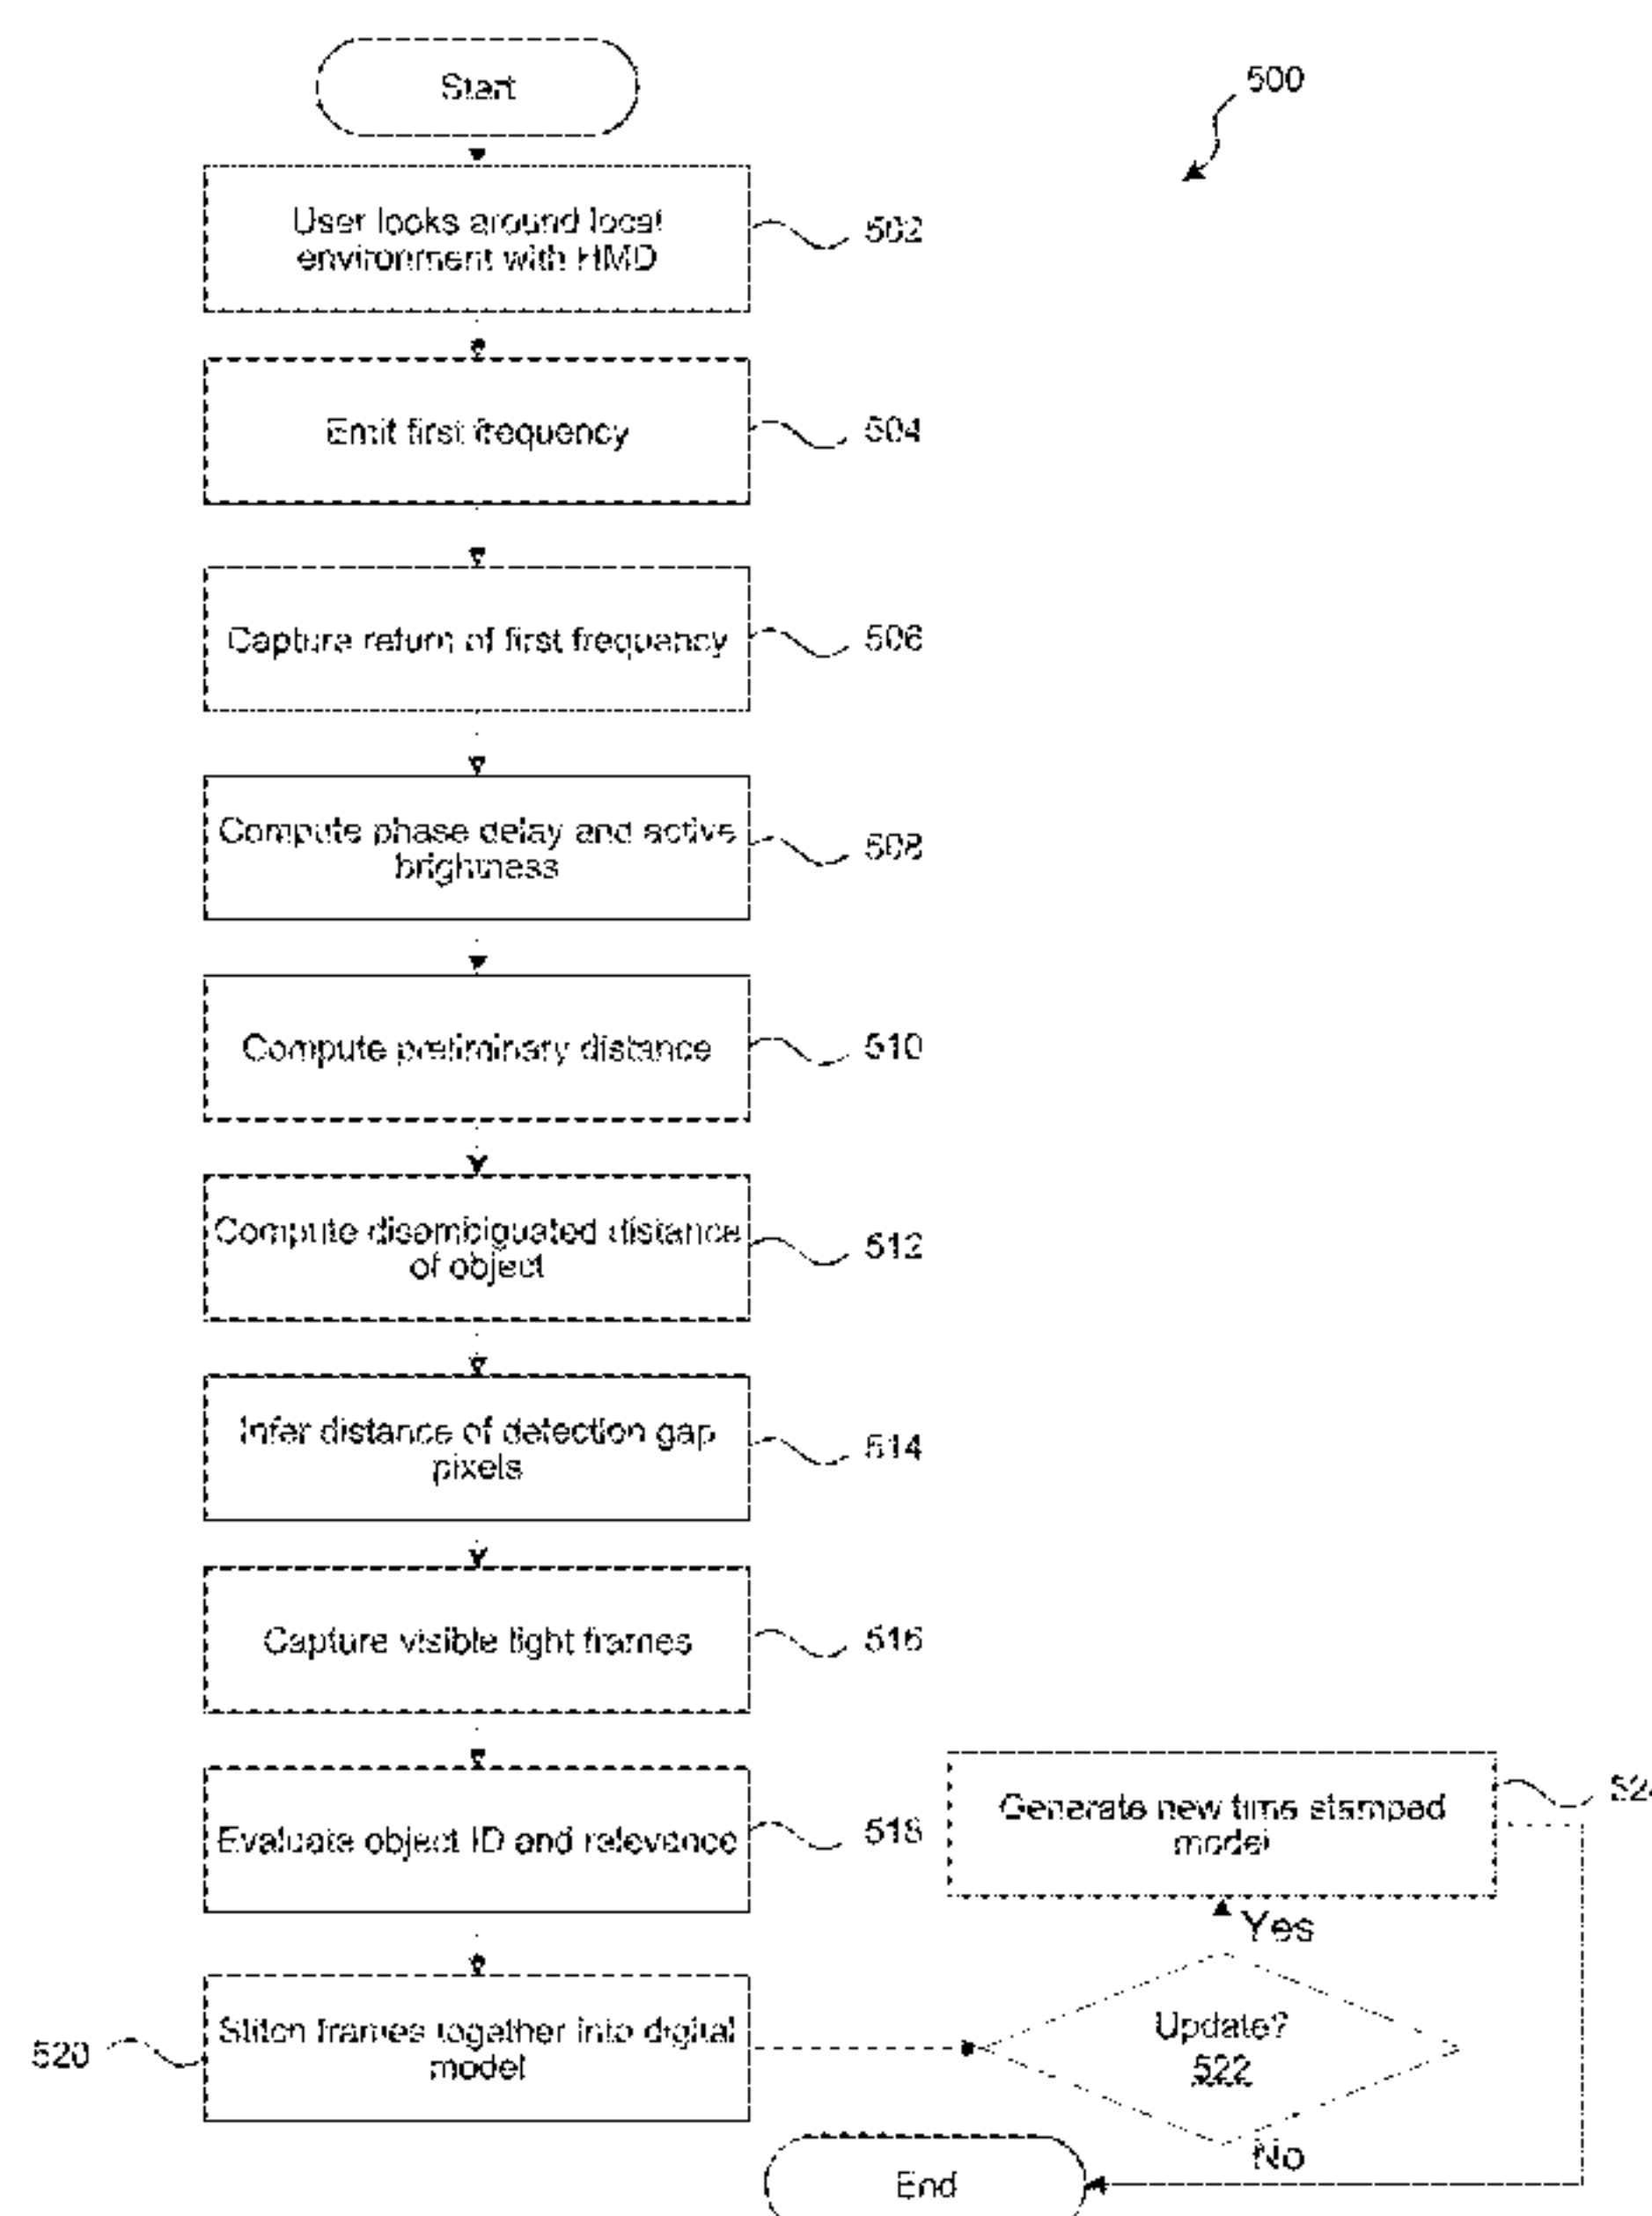 Start
500
User looks around local
environment with HMD
502
Emit first frequency
504
Capture return of first frequency
506
Compute phase delay and active
brightness
508
Compute preliminary distance
510
Compute disambiguated distance
of object
512
Infer distance of detection gap
pixels
514
Capture visible light frames
516
Evaluate object ID and relevance
518
Generate new time stamped
model
Yes
Stitch frames together into digital
model
520
Update?
522
No
End